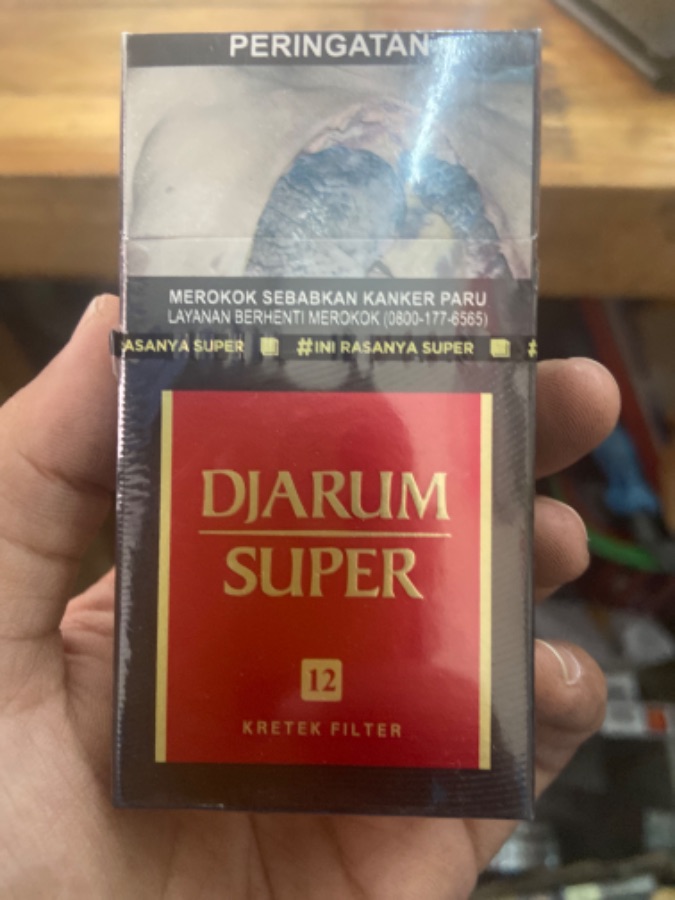 PERINGATAN
MEROKOK SEBABKAN KANKER PARU
LAYANAN BERHENTI MEROKOK (0800-177-6565)
ASANYA SUPER #INI RASANYA SUPER #
DJARUM
SUPER
12
KRETEK FILTER